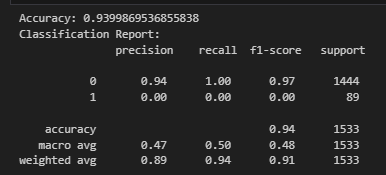 Accuracy: 0.9399869536855838
Classification Report:
precision recall f1-score support
0 0.94 1.00 0.97 1444
1 0.00 0.00 0.00 89
accuracy 0.94 1533
macro avg 0.47 0.50 0.48 1533
weighted avg 0.89 0.94 0.91 1533